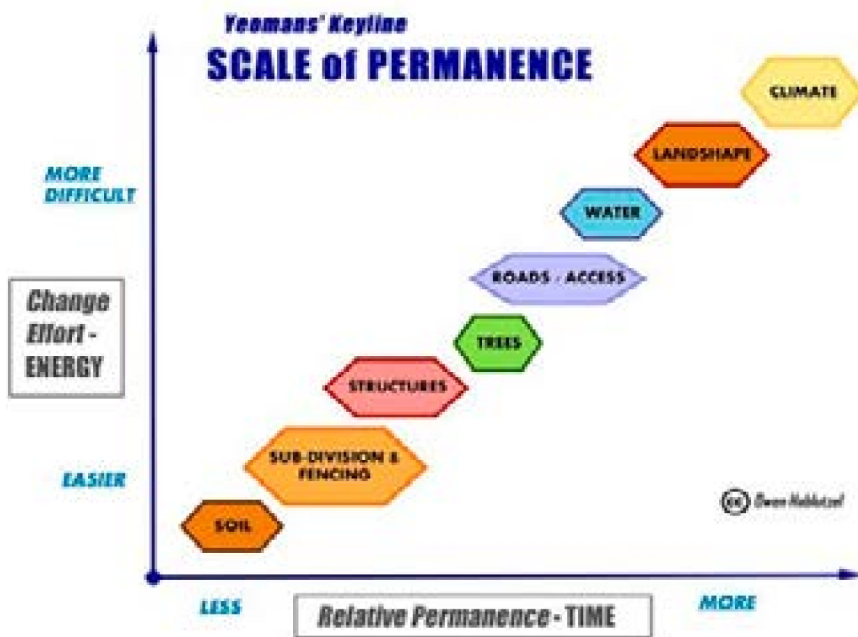 Yeomans' Keyline
SCALE of PERMANENCE
CLIMATE
LANDSHAPE
MORE
DIFFICULT
WATER
ROADS - ACCESS
Change
Effort -
ENERGY
TREES
STRUCTURES
SUB-DIVISION &
FENCING
EASIER
cc Owen Hablutzel
SOIL
LESS
Relative Permanence - TIME
MORE